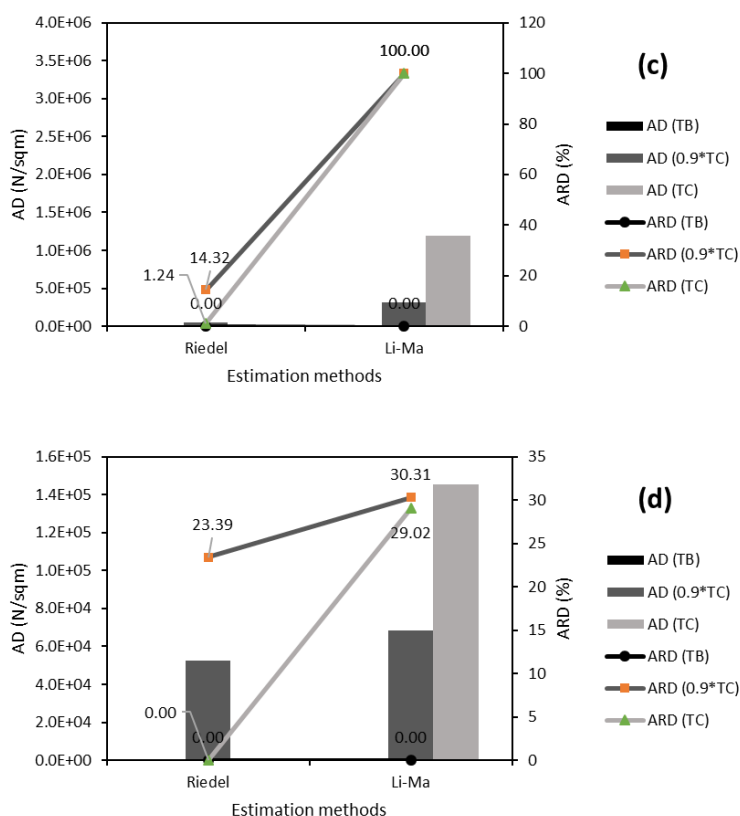 4.0E+06
3.5E+06
3.0E+06
2.5E+06
2.0E+06
1.5E+06
1.0E+06
5.0E+05
0.0E+00
AD (N/sqm)
120
100
80
60
40
20
0
ARD (%)
100.00
14.32
1.24
0.00
0.00
Riedel
Li-Ma
Estimation methods
(c)
AD (TB)
AD (0.9*TC)
AD (TC)
ARD (TB)
ARD (0.9*TC)
ARD (TC)
1.6E+05
1.4E+05
1.2E+05
1.0E+05
8.0E+04
6.0E+04
4.0E+04
2.0E+04
0.0E+00
AD (N/sqm)
35
30
25
20
15
10
5
0
ARD (%)
30.31
23.39
29.02
0.00
0.00
0.00
Riedel
Li-Ma
Estimation methods
(d)
AD (TB)
AD (0.9*TC)
AD (TC)
ARD (TB)
ARD (0.9*TC)
ARD (TC)